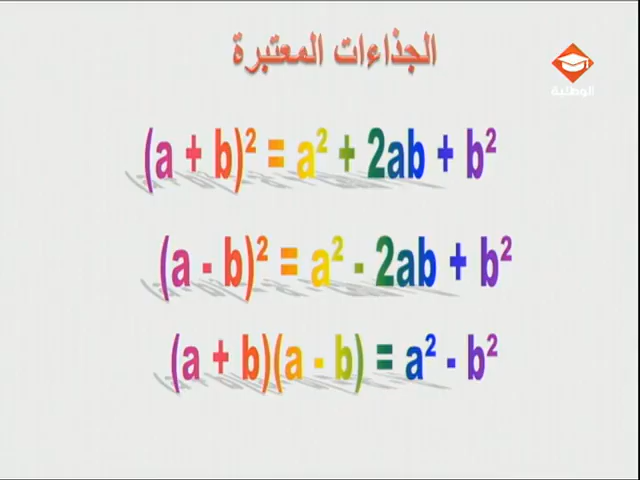 الجذاءات المعتبرة
الوطنية
(a + b)² = a² + 2ab + b²
(a - b)² = a² - 2ab + b²
(a + b)(a - b) = a² - b²